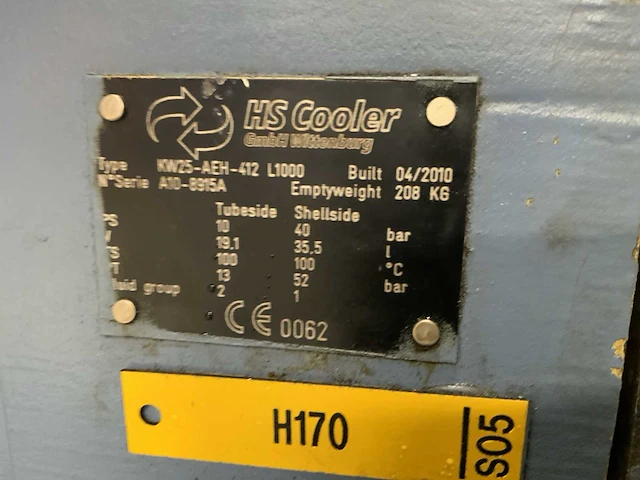 HS Cooler
GmbH Wittenburg
Type KW25-AEH-412 L1000 Built 04/2010
N°Serie A10-8915A Emptyweight 208 KG
Tubeside Shellside
PS 10 40 bar
V 19.1 35.5 l
TS 100 100 °C
PT 13 52 bar
luid group 2 1
CE 0062
H170
S05